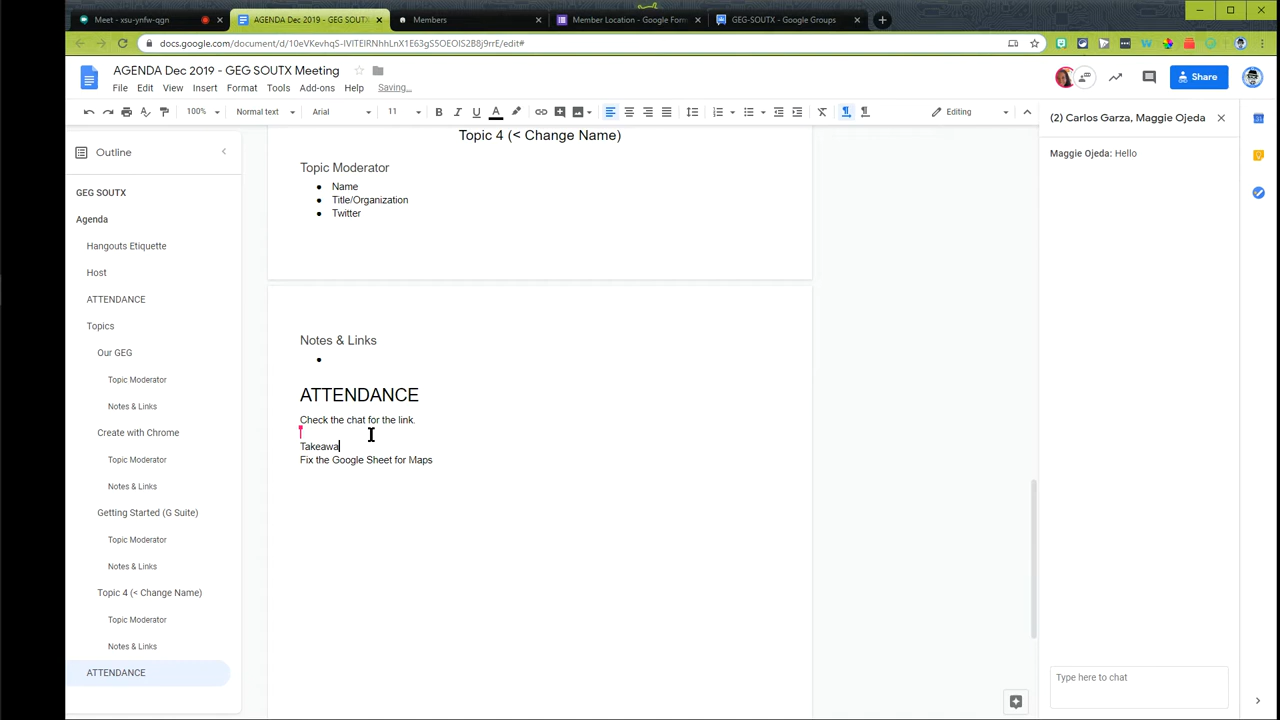 Meet - xsu-ynfw-qgn
AGENDA Dec 2019 - GEG SOUTX
Members
Member Location - Google Form
GEG-SOUTX - Google Groups
docs.google.com/document/d/10eVKevhqS-IVITEIRNhhLnX1E63gS5OEOIS2B8j9rrE/edit#
AGENDA Dec 2019 - GEG SOUTX Meeting
File Edit View Insert Format Tools Add-ons Help Saving...
Share
100% Normal text Arial 11 Editing
Outline
GEG SOUTX
Agenda
Hangouts Etiquette
Host
ATTENDANCE
Topics
Our GEG
Topic Moderator
Notes & Links
Create with Chrome
Topic Moderator
Notes & Links
Getting Started (G Suite)
Topic Moderator
Notes & Links
Topic 4 (< Change Name)
Topic Moderator
Notes & Links
ATTENDANCE
Topic 4 (< Change Name)
Topic Moderator
Name
Title/Organization
Twitter
Notes & Links
ATTENDANCE
Check the chat for the link.
Takeawa
Fix the Google Sheet for Maps
(2) Carlos Garza, Maggie Ojeda
Maggie Ojeda: Hello
Type here to chat